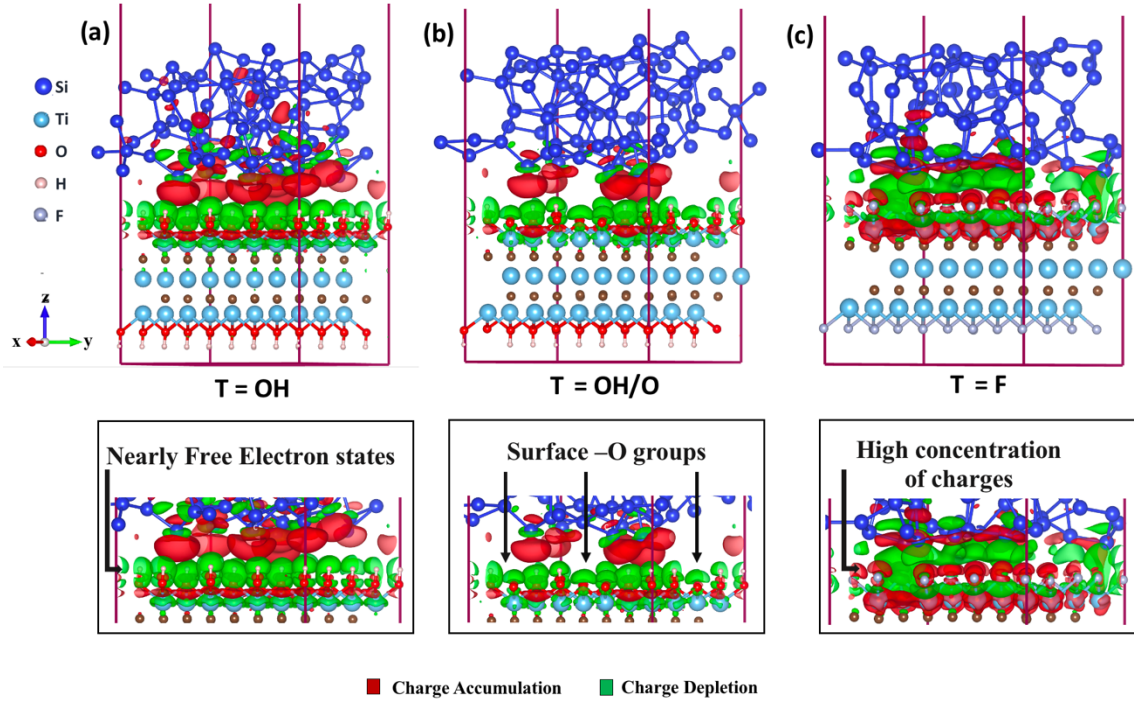 (a)
(b)
(c)
Si
Ti
O
H
F
z
x
y
T = OH
T = OH/O
T = F
Nearly Free Electron states
Surface –O groups
High concentration
of charges
Charge Accumulation
Charge Depletion